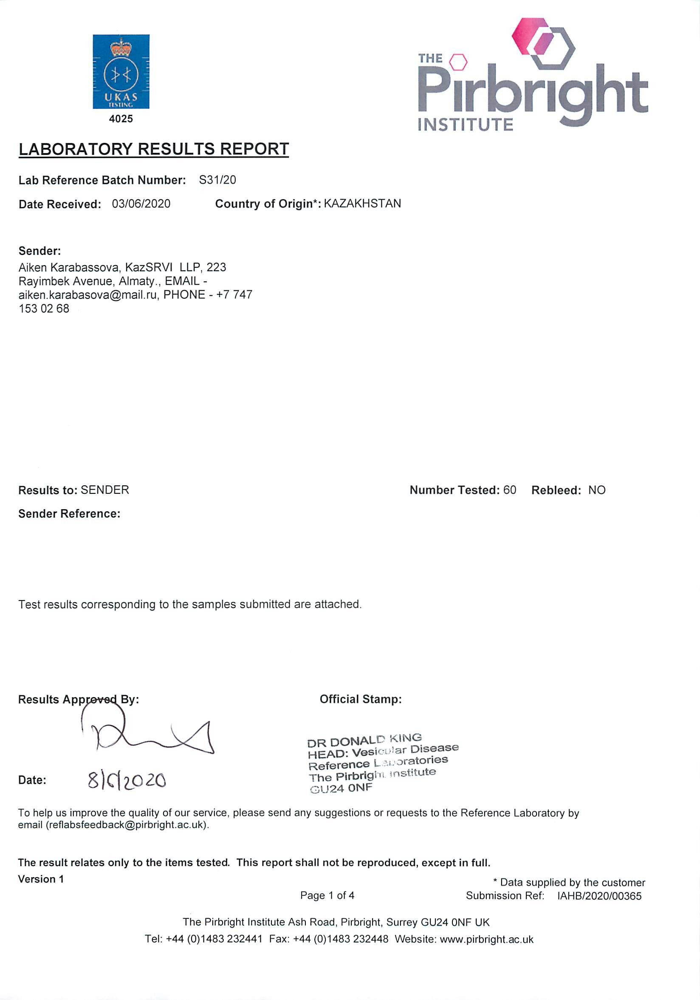 UKAS
TESTING
4025
THE
Pirbright
INSTITUTE
LABORATORY RESULTS REPORT
Lab Reference Batch Number: S31/20
Date Received: 03/06/2020 Country of Origin*: KAZAKHSTAN
Sender:
Aiken Karabassova, KazSRVI LLP, 223
Rayimbek Avenue, Almaty., EMAIL -
aiken.karabasova@mail.ru, PHONE - +7 747
153 02 68
Results to: SENDER Number Tested: 60 Rebleed: NO
Sender Reference:
Test results corresponding to the samples submitted are attached.
Results Approved By: Official Stamp:
DR DONALD KING
HEAD: Vesicular Disease
Reference Laboratories
The Pirbright Institute
GU24 0NF
Date: 8/6/2020
To help us improve the quality of our service, please send any suggestions or requests to the Reference Laboratory by
email (reflabsfeedback@pirbright.ac.uk).
The result relates only to the items tested. This report shall not be reproduced, except in full.
Version 1
* Data supplied by the customer
Page 1 of 4 Submission Ref: IAHB/2020/00365
The Pirbright Institute Ash Road, Pirbright, Surrey GU24 0NF UK
Tel: +44 (0)1483 232441 Fax: +44 (0)1483 232448 Website: www.pirbright.ac.uk